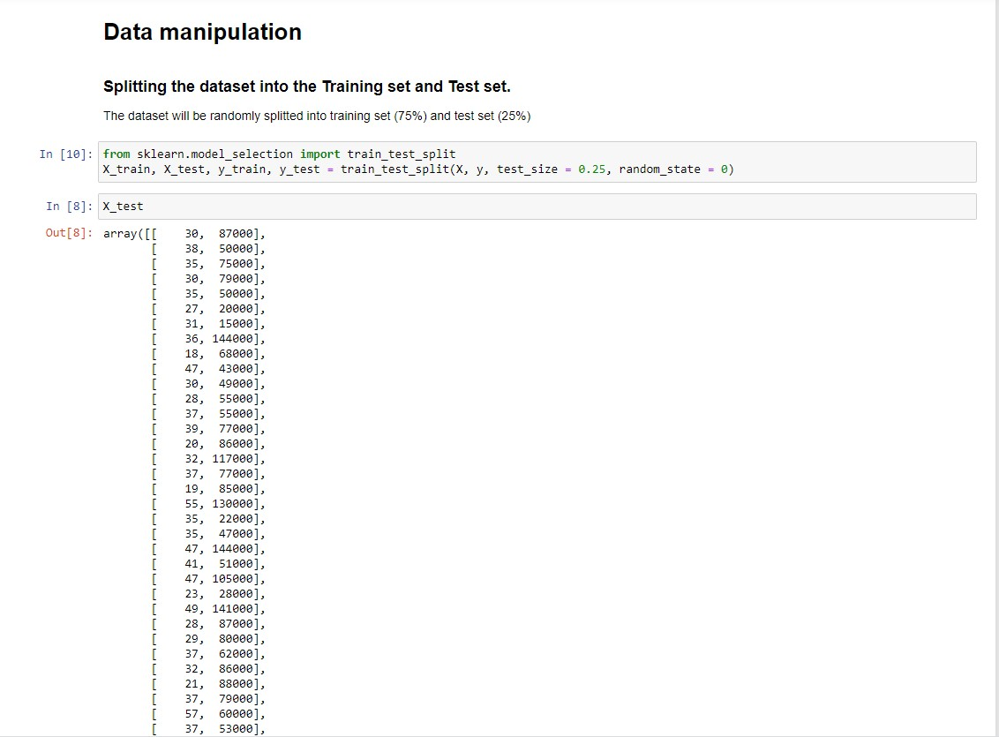 Data manipulation
Splitting the dataset into the Training set and Test set.
The dataset will be randomly splitted into training set (75%) and test set (25%)
In [10]: from sklearn.model_selection import train_test_split
X_train, X_test, y_train, y_test = train_test_split(X, y, test_size = 0.25, random_state = 0)
In [8]: X_test
Out[8]: array([[    30,  87000],
[    38,  50000],
[    35,  75000],
[    30,  79000],
[    35,  50000],
[    27,  20000],
[    31,  15000],
[    36, 144000],
[    18,  68000],
[    47,  43000],
[    30,  49000],
[    28,  55000],
[    37,  55000],
[    39,  77000],
[    20,  86000],
[    32, 117000],
[    37,  77000],
[    19,  85000],
[    55, 130000],
[    35,  22000],
[    35,  47000],
[    47, 144000],
[    41,  51000],
[    47, 105000],
[    23,  28000],
[    49, 141000],
[    28,  87000],
[    29,  80000],
[    37,  62000],
[    32,  86000],
[    21,  88000],
[    37,  79000],
[    57,  60000],
[    37,  53000],